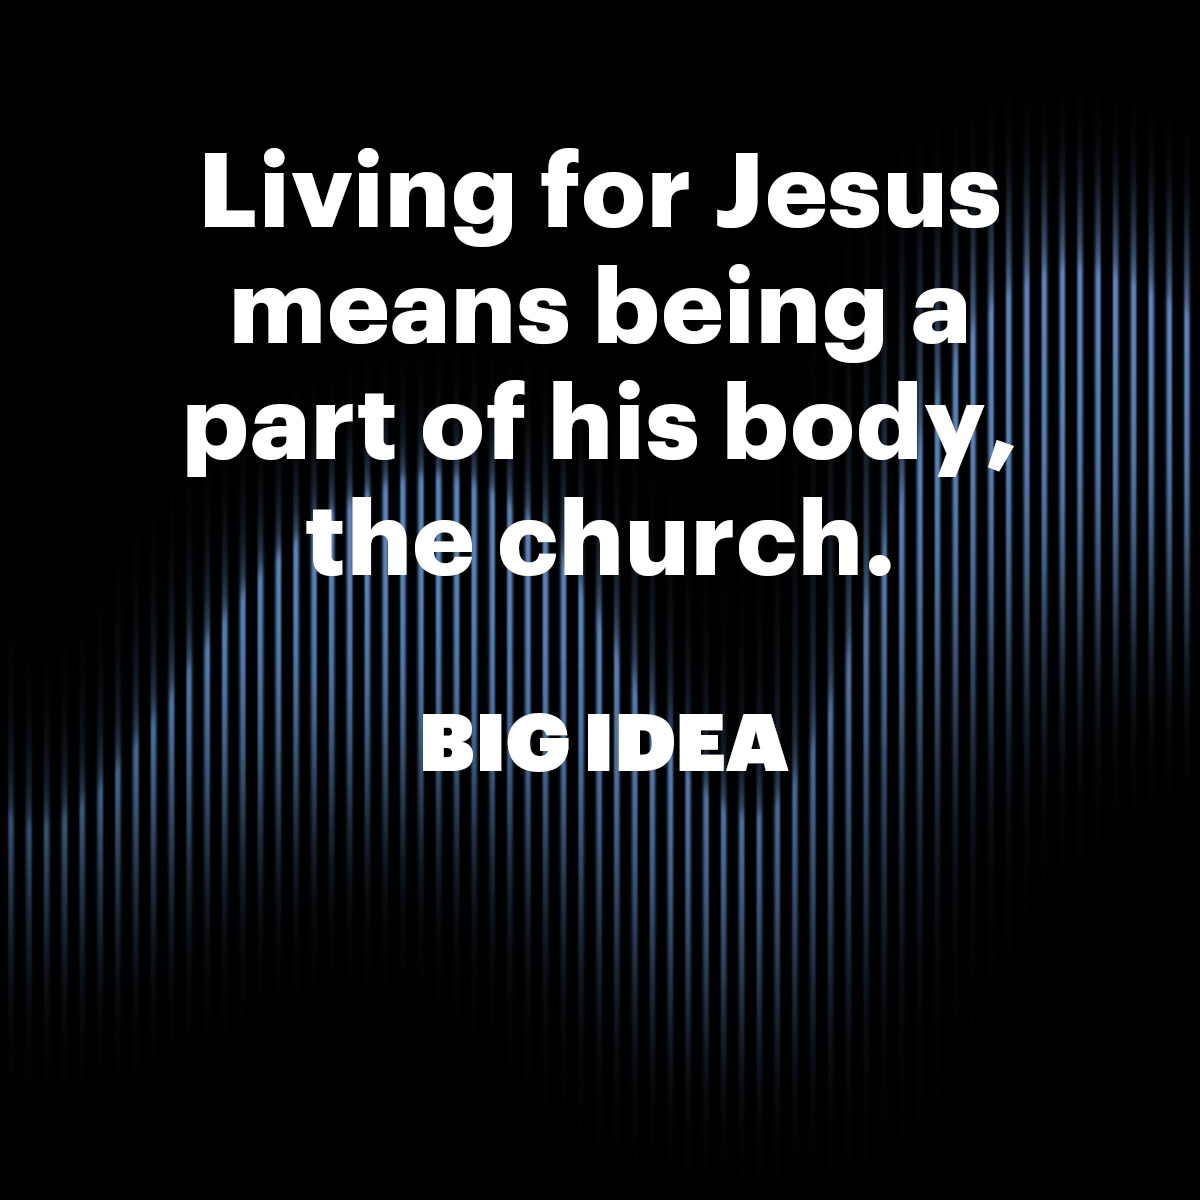 Living for Jesus
means being a
part of his body,
the church.
BIG IDEA